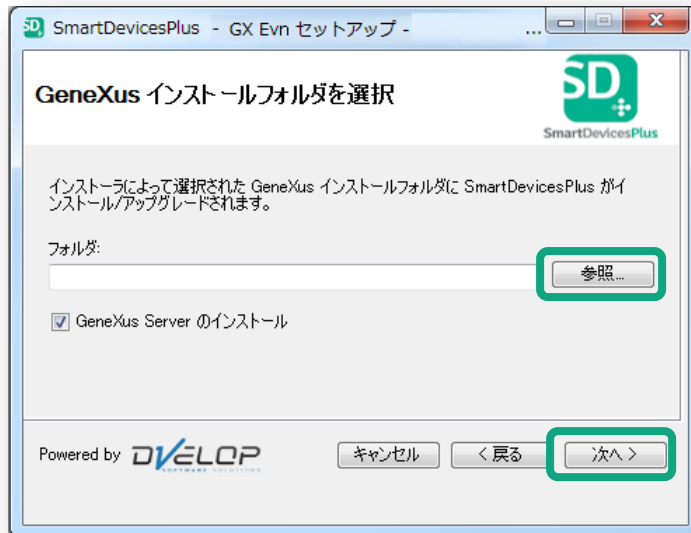 SmartDevicesPlus - GX Evn セットアップ - ...
GeneXus インストールフォルダを選択
SD
SmartDevicesPlus
インストーラによって選択された GeneXus インストールフォルダに SmartDevicesPlus がイ
ンストール/アップグレードされます。
フォルダ:
参照...
GeneXus Server のインストール
Powered by DVELOP
SOFTWARE SOLUTIONS
キャンセル
< 戻る
次へ >